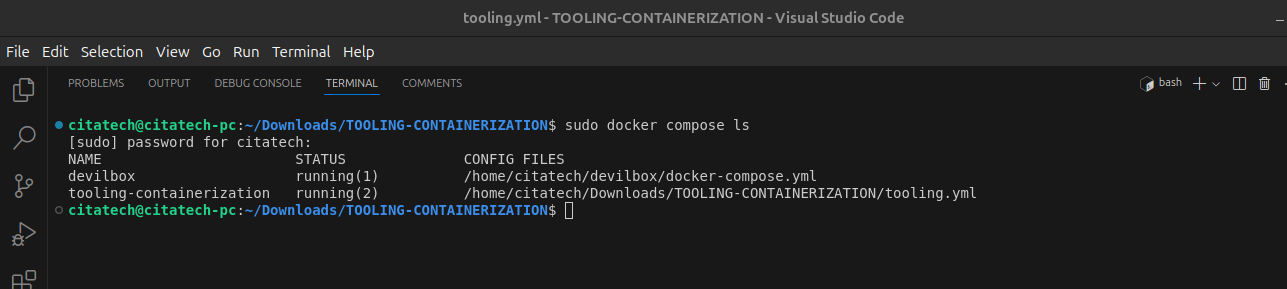 tooling.yml - TOOLING-CONTAINERIZATION - Visual Studio Code
File Edit Selection View Go Run Terminal Help
PROBLEMS OUTPUT DEBUG CONSOLE TERMINAL COMMENTS bash
citatech@citatech-pc:~/Downloads/TOOLING-CONTAINERIZATION$ sudo docker compose ls
[sudo] password for citatech:
NAME STATUS CONFIG FILES
devilbox running(1) /home/citatech/devilbox/docker-compose.yml
tooling-containerization running(2) /home/citatech/Downloads/TOOLING-CONTAINERIZATION/tooling.yml
citatech@citatech-pc:~/Downloads/TOOLING-CONTAINERIZATION$